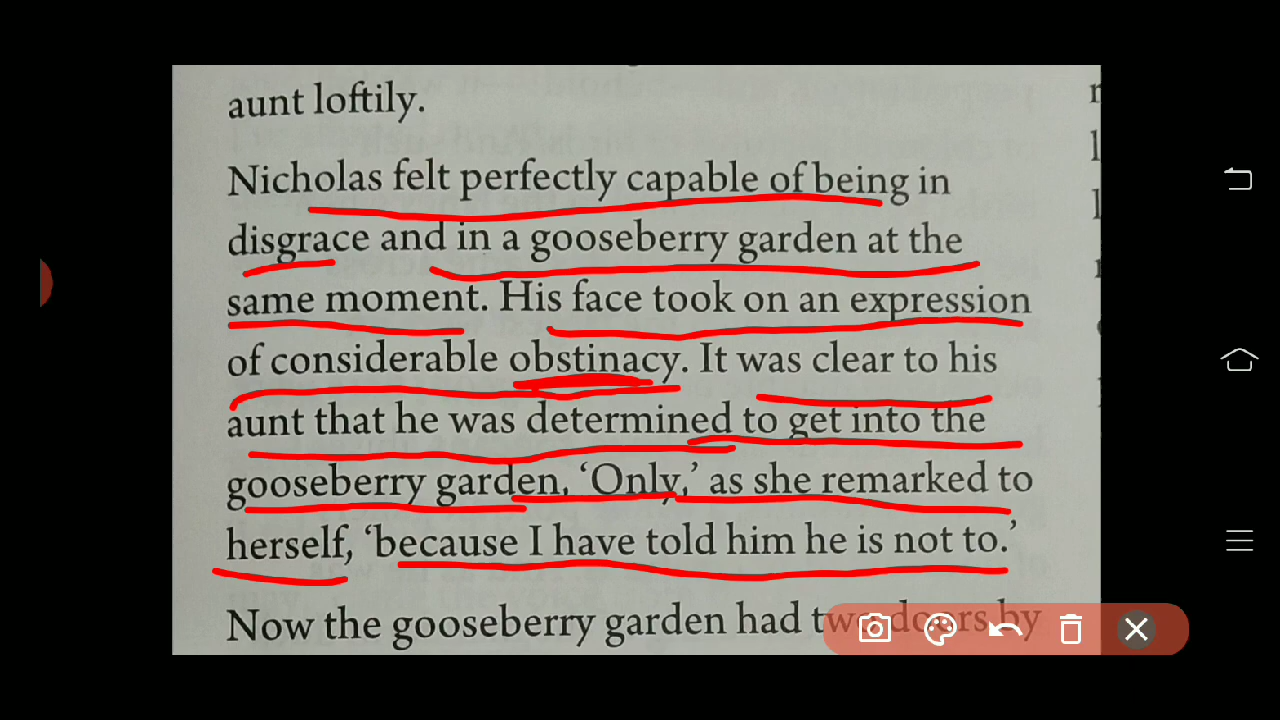 aunt loftily.
Nicholas felt perfectly capable of being in
disgrace and in a gooseberry garden at the
same moment. His face took on an expression
of considerable obstinacy. It was clear to his
aunt that he was determined to get into the
gooseberry garden, ‘Only,’ as she remarked to
herself, ‘because I have told him he is not to.’
Now the gooseberry garden had two doors by